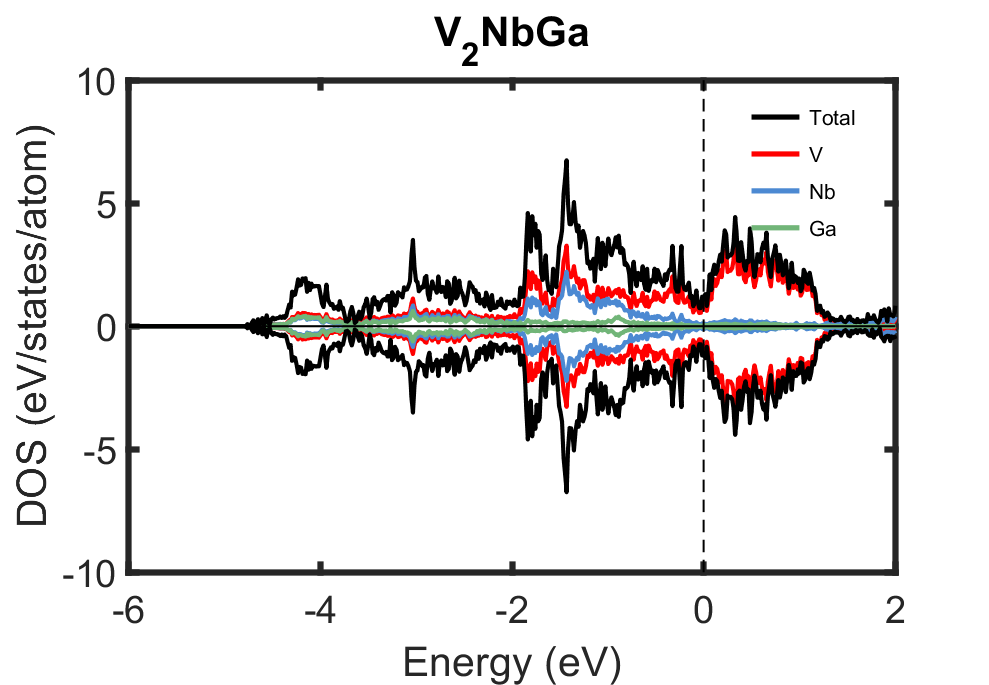 V2NbGa
DOS (eV/states/atom)
10
5
0
-5
-10
Total
V
Nb
Ga
-6 -4 -2 0 2
Energy (eV)